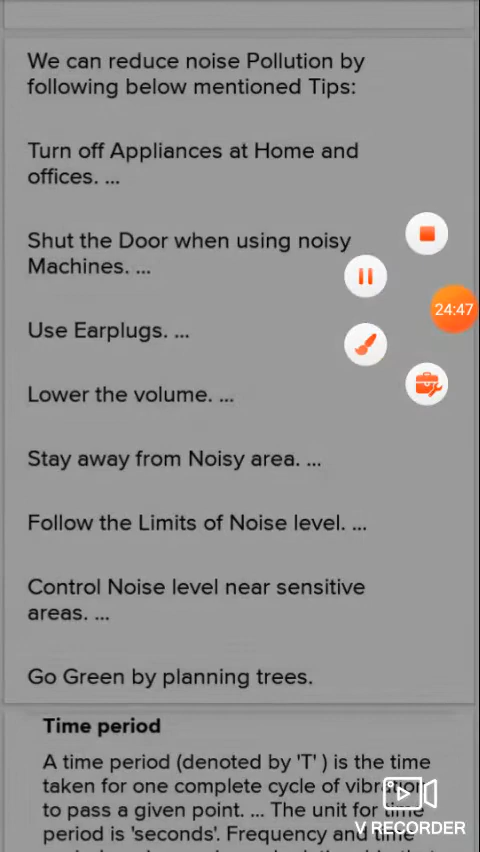 We can reduce noise Pollution by
following below mentioned Tips:
Turn off Appliances at Home and
offices. ...
Shut the Door when using noisy
Machines. ...
24:47
Use Earplugs. ...
Lower the volume. ...
Stay away from Noisy area. ...
Follow the Limits of Noise level. ...
Control Noise level near sensitive
areas. ...
Go Green by planning trees.
Time period
A time period (denoted by 'T' ) is the time
taken for one complete cycle of
to pass a given point. ... The unit for
period is 'seconds'. Frequency and
V RECORDER